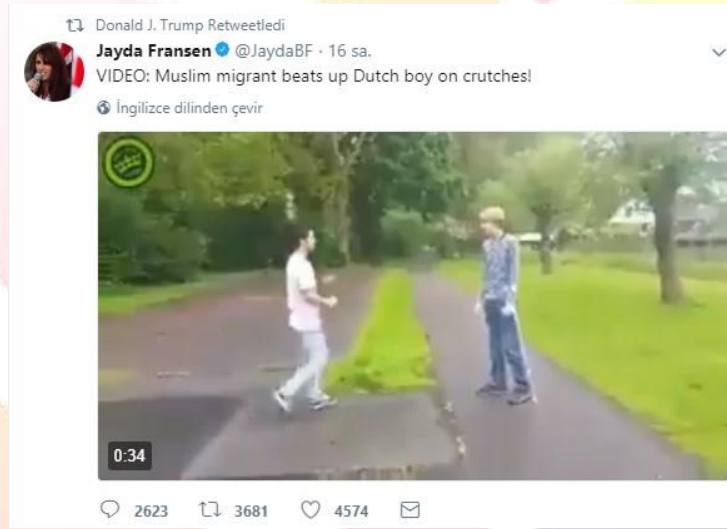 Donald J. Trump Retweetledi
Jayda Fransen @JaydaBF · 16 sa.
VIDEO: Muslim migrant beats up Dutch boy on crutches!
İngilizce dilinden çevir
0:34
2623 3681 4574